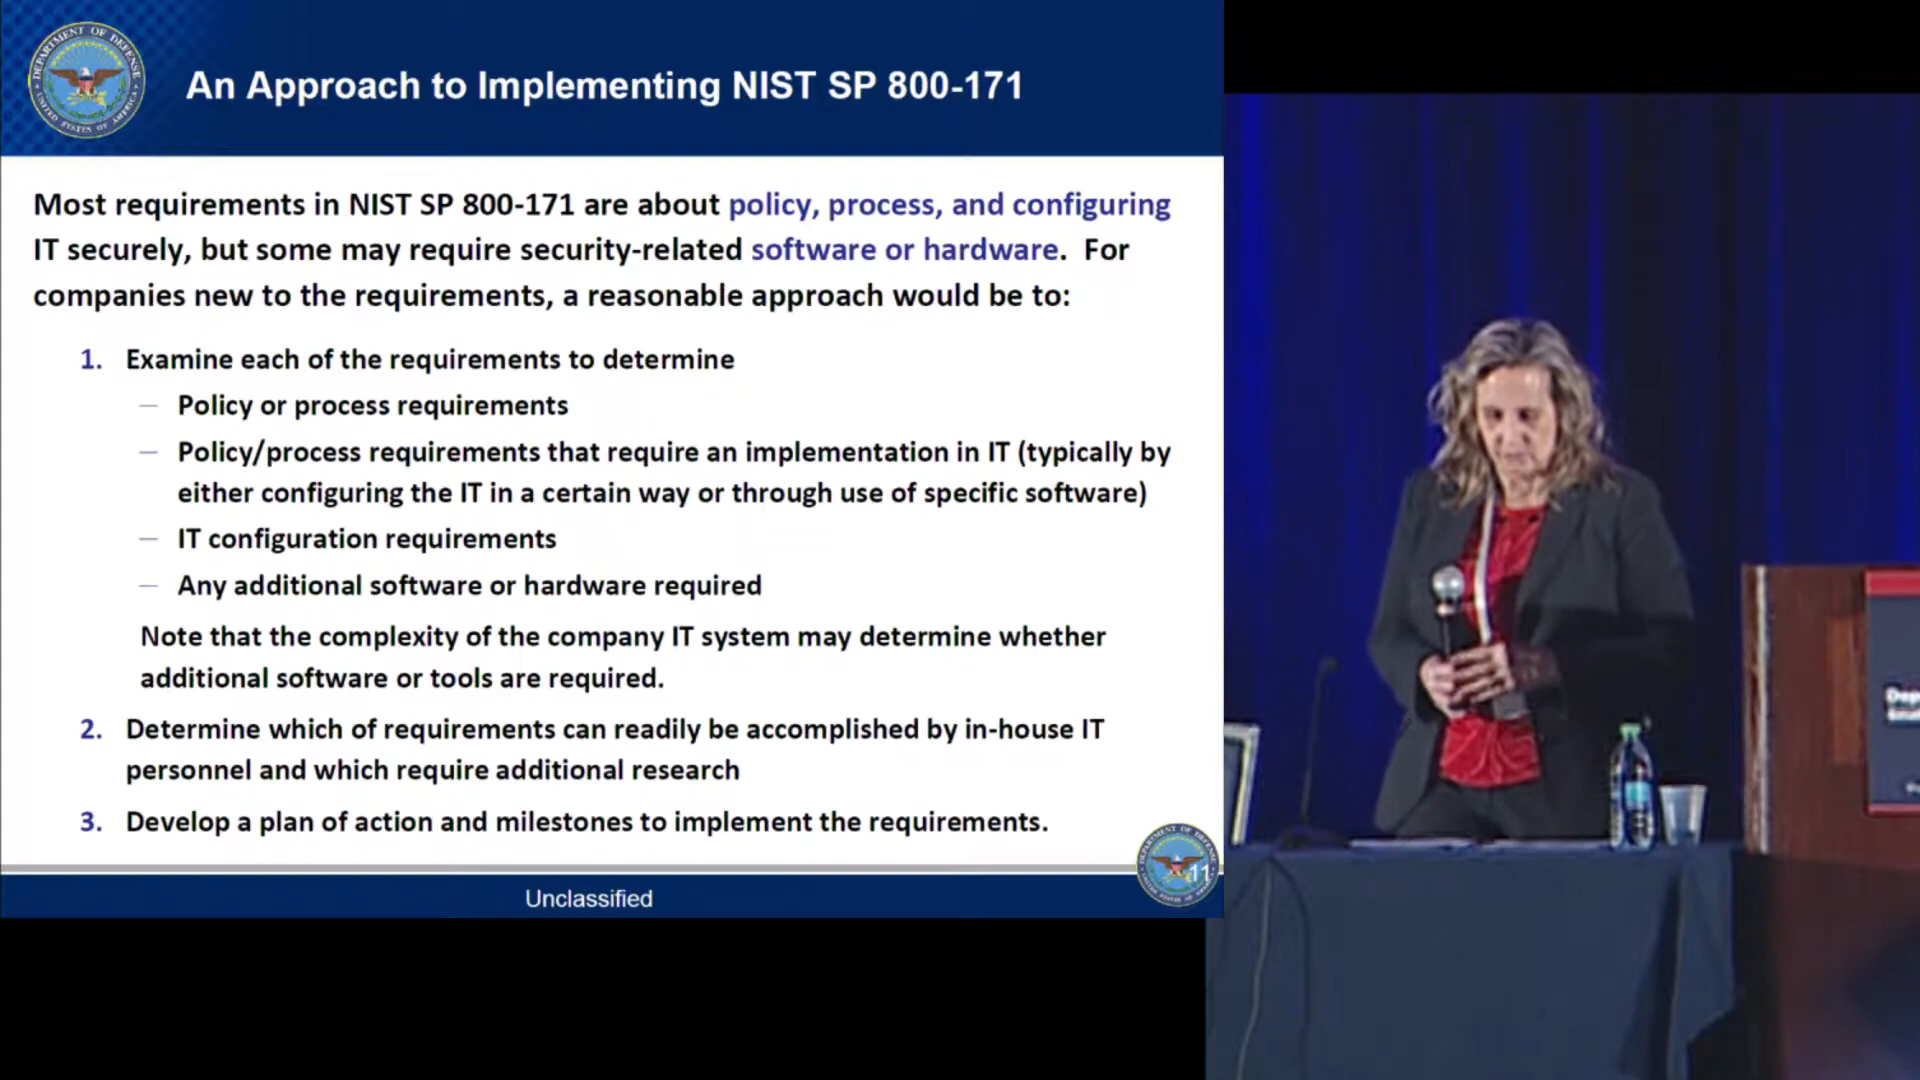 DEPARTMENT OF DEFENSE
UNITED STATES OF AMERICA
An Approach to Implementing NIST SP 800-171
Most requirements in NIST SP 800-171 are about policy, process, and configuring
IT securely, but some may require security-related software or hardware. For
companies new to the requirements, a reasonable approach would be to:
1. Examine each of the requirements to determine
— Policy or process requirements
— Policy/process requirements that require an implementation in IT (typically by
either configuring the IT in a certain way or through use of specific software)
— IT configuration requirements
— Any additional software or hardware required
Note that the complexity of the company IT system may determine whether
additional software or tools are required.
2. Determine which of requirements can readily be accomplished by in-house IT
personnel and which require additional research
3. Develop a plan of action and milestones to implement the requirements.
11
Unclassified